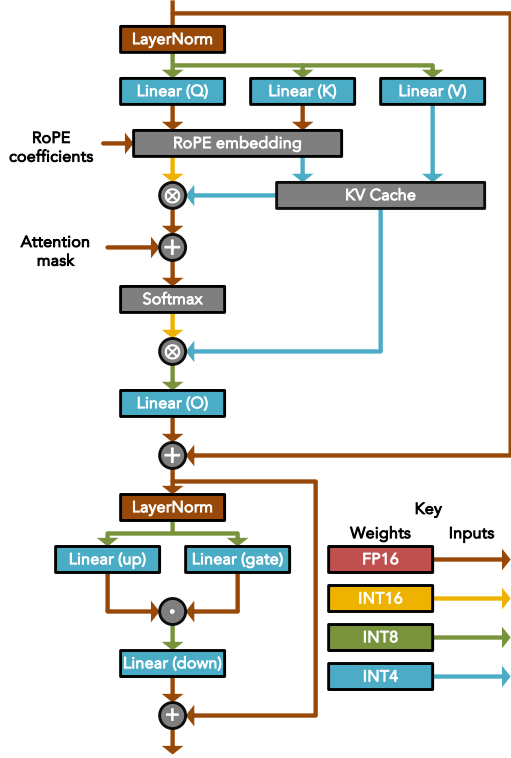 LayerNorm
Linear (Q)
Linear (K)
Linear (V)
RoPE
coefficients
RoPE embedding
KV Cache
Attention
mask
Softmax
Linear (O)
LayerNorm
Linear (up)
Linear (gate)
Linear (down)
Key
Weights
Inputs
FP16
INT16
INT8
INT4